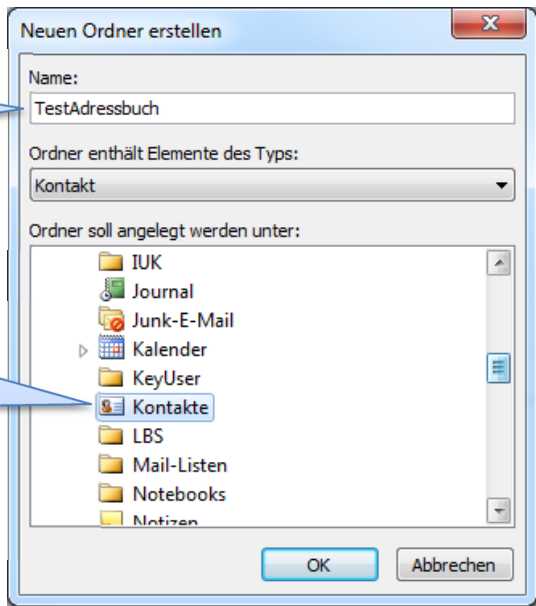 Neuen Ordner erstellen
Name:
TestAdressbuch
Ordner enthält Elemente des Typs:
Kontakt
Ordner soll angelegt werden unter:
IUK
Journal
Junk-E-Mail
Kalender
KeyUser
Kontakte
LBS
Mail-Listen
Notebooks
Notizen
OK
Abbrechen